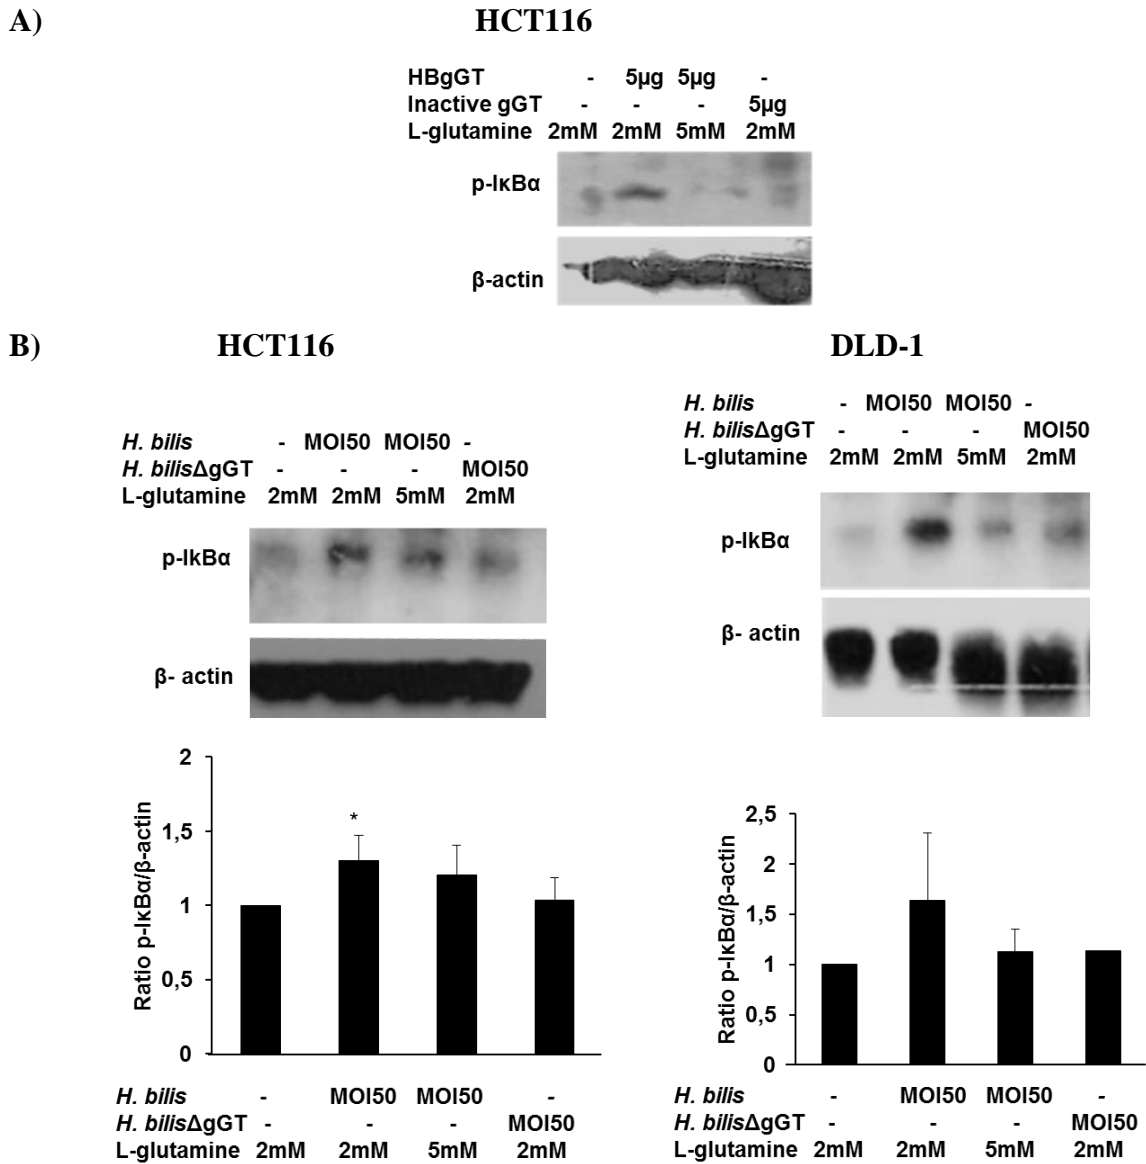 A) HCT116
HBgGT - 5µg 5µg -
Inactive gGT - - - 5µg
L-glutamine 2mM 2mM 5mM 2mM
p-IκBα
β-actin
B) HCT116 DLD-1
H. bilis - MOI50 MOI50 -
H. bilisΔgGT - - - MOI50
L-glutamine 2mM 2mM 5mM 2mM
p-IκBα
β- actin
H. bilis - MOI50 MOI50 -
H. bilisΔgGT - - - MOI50
L-glutamine 2mM 2mM 5mM 2mM
p-IκBα
β- actin
Ratio p-IκBα/β-actin
2
1,5
1
0,5
0
*
H. bilis - MOI50 MOI50 -
H. bilisΔgGT - - - MOI50
L-glutamine 2mM 2mM 5mM 2mM
Ratio p-IκBα/β-actin
2,5
2
1,5
1
0,5
0
H. bilis - MOI50 MOI50 -
H. bilisΔgGT - - - MOI50
L-glutamine 2mM 2mM 5mM 2mM